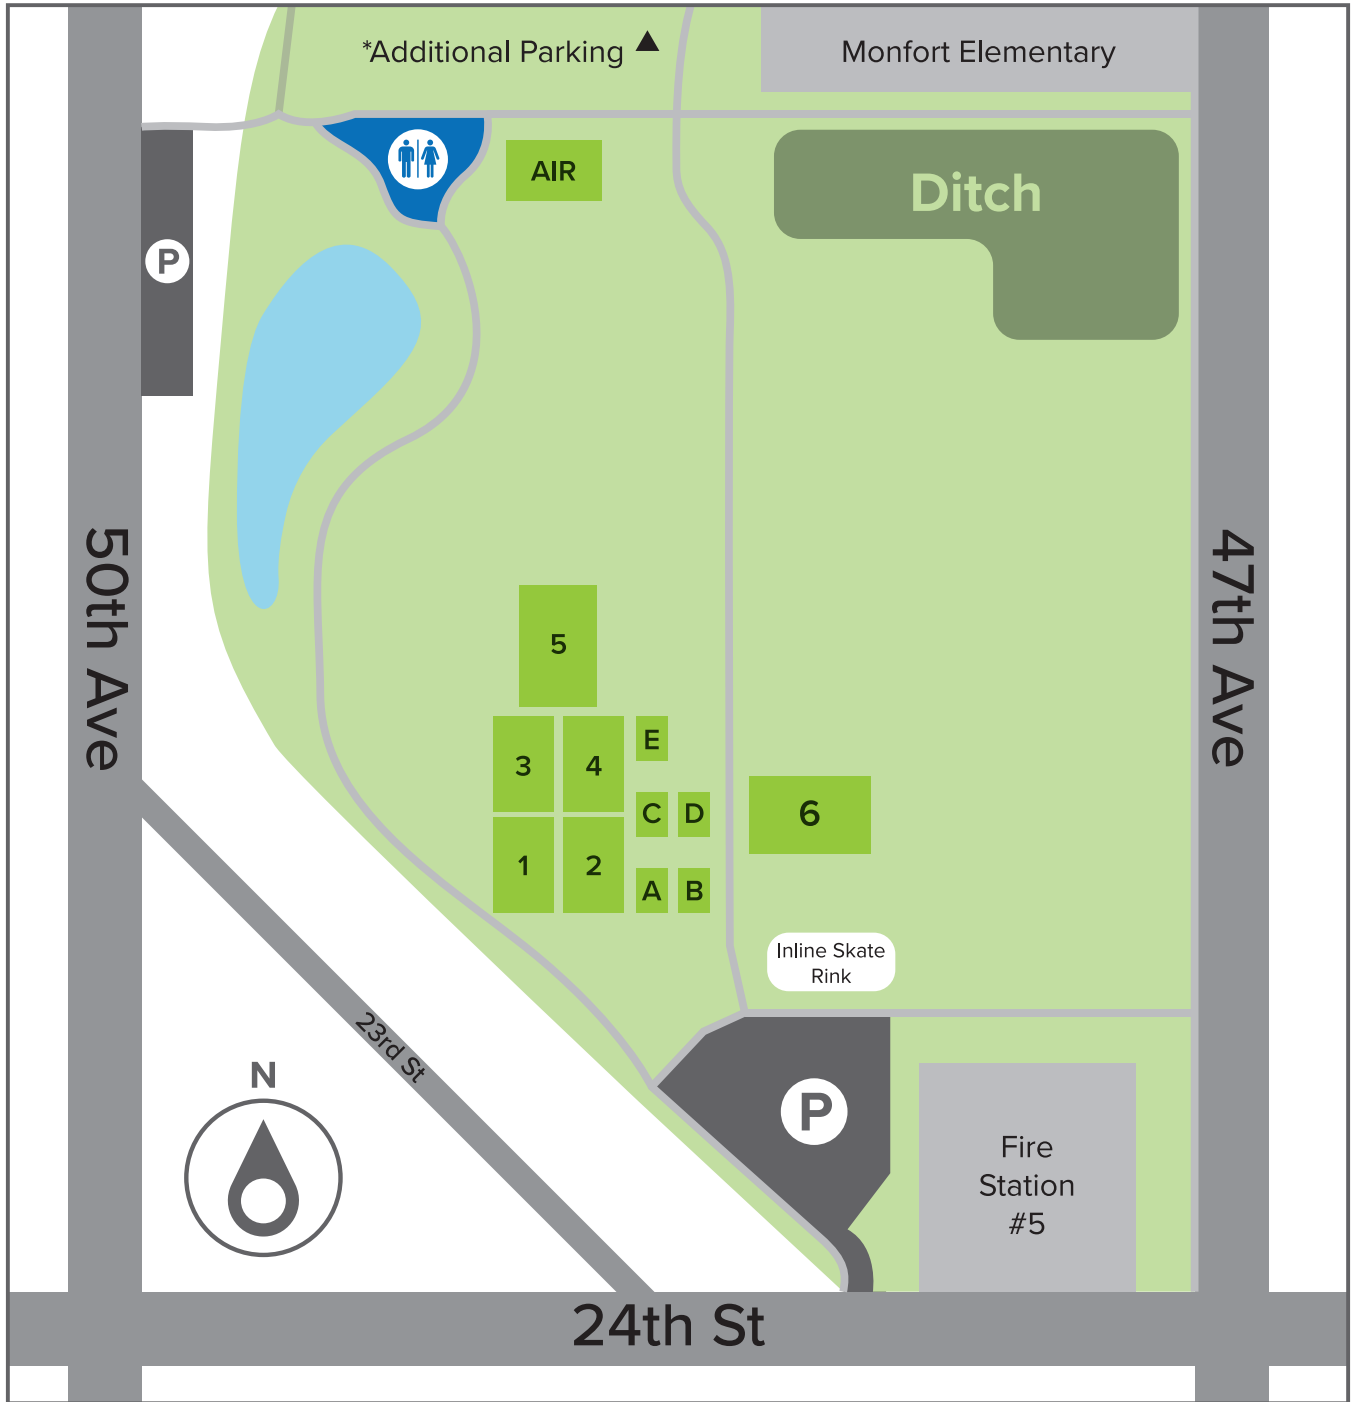 *Additional Parking
Monfort Elementary
AIR
Ditch
P
50th Ave
47th Ave
5
3
4
E
C
D
6
1
2
A
B
Inline Skate
Rink
23rd St
N
P
Fire
Station
#5
24th St